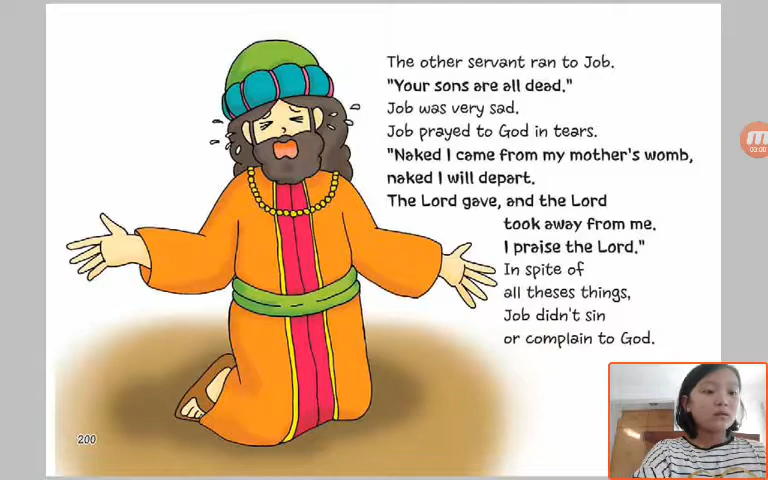 The other servant ran to Job.
"Your sons are all dead."
Job was very sad.
Job prayed to God in tears.
"Naked I came from my mother's womb,
naked I will depart.
The Lord gave, and the Lord
took away from me.
I praise the Lord."
In spite of
all theses things,
Job didn't sin
or complain to God.
200
M
00:00